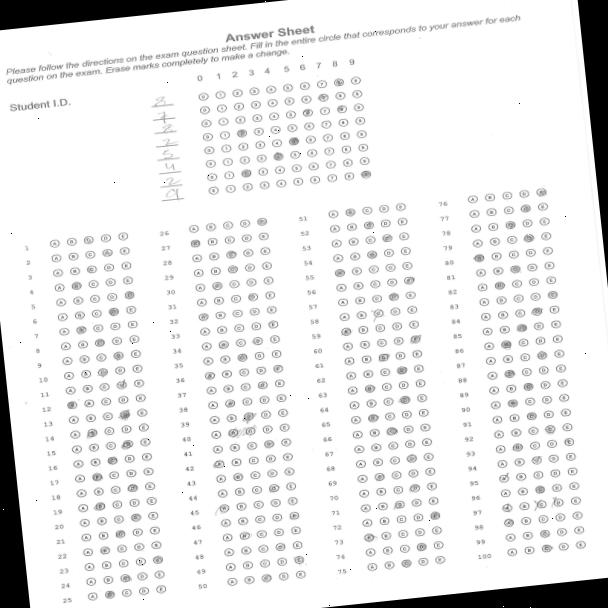 Answer Sheet
Please follow the directions on the exam question sheet. Fill in the entire circle that corresponds to your answer for each
question on the exam. Erase marks completely to make a change.
0 1 2 3 4 5 6 7 8 9
Student I.D.
8
7
8
2
5
4
2
9
1 A B C D E
2 A B C D E
3 A B C D E
4 A B C D E
5 A B C D E
6 A B C D E
7 A B C D E
8 A B C D E
9 A B C D E
10 A B C D E
11 A B C D E
12 A B C D E
13 A B C D E
14 A B C D E
15 A B C D E
16 A B C D E
17 A B C D E
18 A B C D E
19 A B C D E
20 A B C D E
21 A B C D E
22 A B C D E
23 A B C D E
24 A B C D E
25 A B C D E
26 A B C D E
27 A B C D E
28 A B C D E
29 A B C D E
30 A B C D E
31 A B C D E
32 A B C D E
33 A B C D E
34 A B C D E
35 A B C D E
36 A B C D E
37 A B C D E
38 A B C D E
39 A B C D E
40 A B C D E
41 A B C D E
42 A B C D E
43 A B C D E
44 A B C D E
45 A B C D E
46 A B C D E
47 A B C D E
48 A B C D E
49 A B C D E
50 A B C D E
51 A B C D E
52 A B C D E
53 A B C D E
54 A B C D E
55 A B C D E
56 A B C D E
57 A B C D E
58 A B C D E
59 A B C D E
60 A B C D E
61 A B C D E
62 A B C D E
63 A B C D E
64 A B C D E
65 A B C D E
66 A B C D E
67 A B C D E
68 A B C D E
69 A B C D E
70 A B C D E
71 A B C D E
72 A B C D E
73 A B C D E
74 A B C D E
75 A B C D E
76 A B C D E
77 A B C D E
78 A B C D E
79 A B C D E
80 A B C D E
81 A B C D E
82 A B C D E
83 A B C D E
84 A B C D E
85 A B C D E
86 A B C D E
87 A B C D E
88 A B C D E
89 A B C D E
90 A B C D E
91 A B C D E
92 A B C D E
93 A B C D E
94 A B C D E
95 A B C D E
96 A B C D E
97 A B C D E
98 A B C D E
99 A B C D E
100 A B C D E